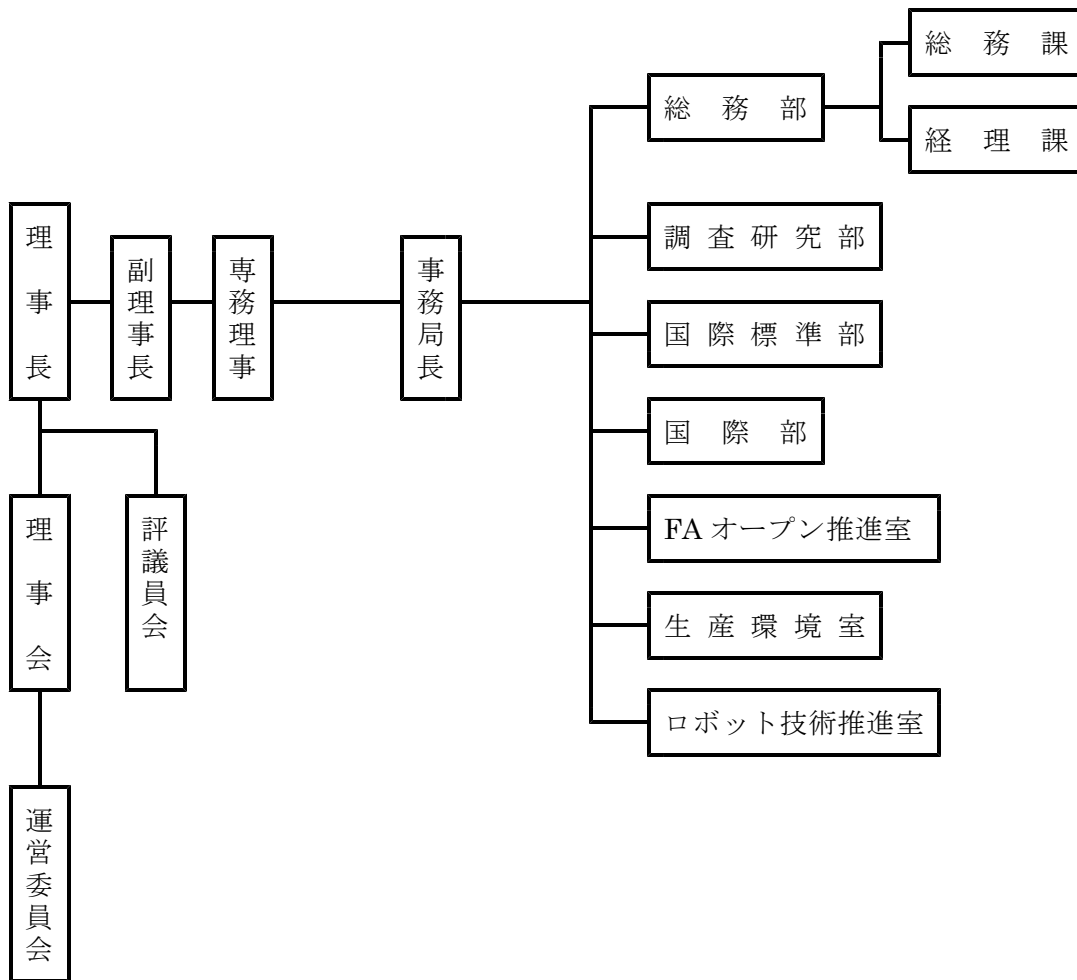 総務課
総務部
経理課
理事長
副理事長
専務理事
事務局長
調査研究部
国際標準部
国際部
理事会
評議員会
FAオープン推進室
生産環境室
ロボット技術推進室
運営委員会